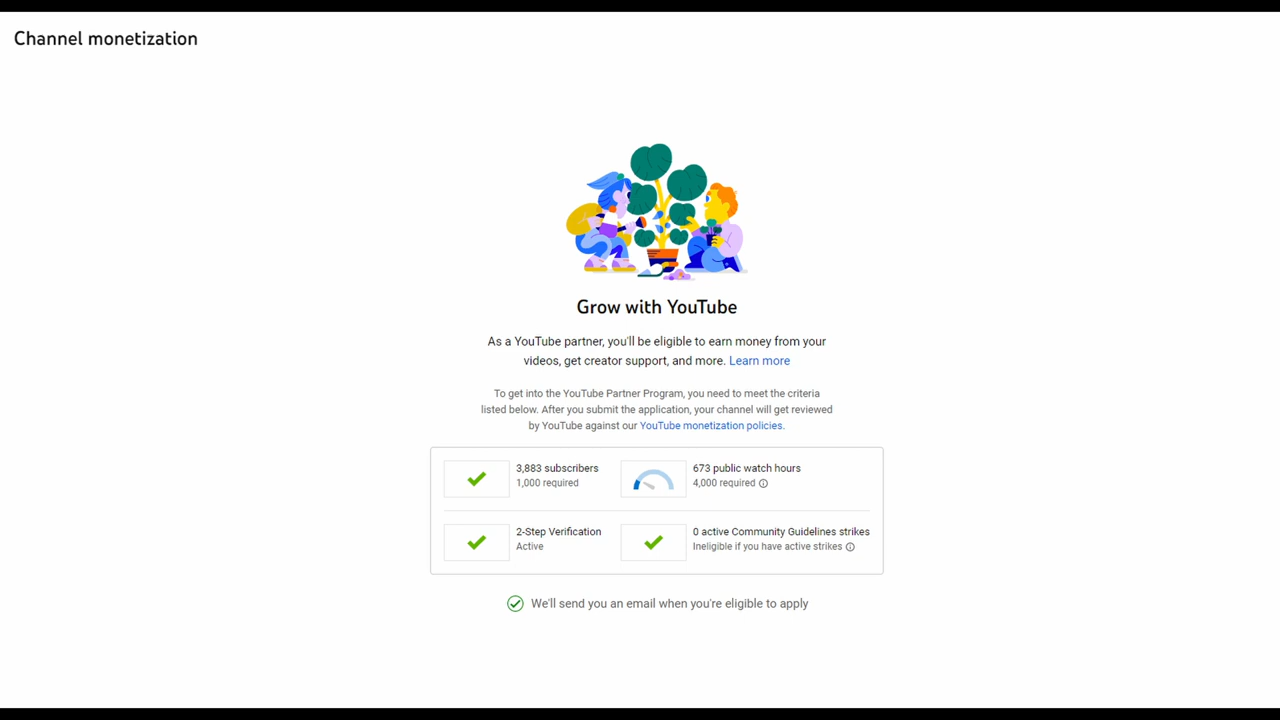 Channel monetization
Grow with YouTube
As a YouTube partner, you'll be eligible to earn money from your
videos, get creator support, and more. Learn more
To get into the YouTube Partner Program, you need to meet the criteria
listed below. After you submit the application, your channel will get reviewed
by YouTube against our YouTube monetization policies.
3,883 subscribers
1,000 required
673 public watch hours
4,000 required
2-Step Verification
Active
0 active Community Guidelines strikes
Ineligible if you have active strikes
We'll send you an email when you're eligible to apply